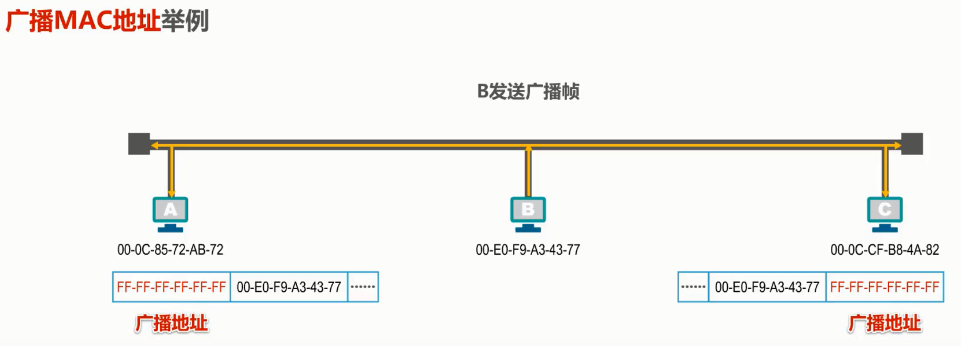 广播MAC地址举例
B发送广播帧
A
B
C
00-0C-85-72-AB-72
00-E0-F9-A3-43-77
00-0C-CF-B8-4A-82
FF-FF-FF-FF-FF-FF 00-E0-F9-A3-43-77 ······
······ 00-E0-F9-A3-43-77 FF-FF-FF-FF-FF-FF
广播地址
广播地址